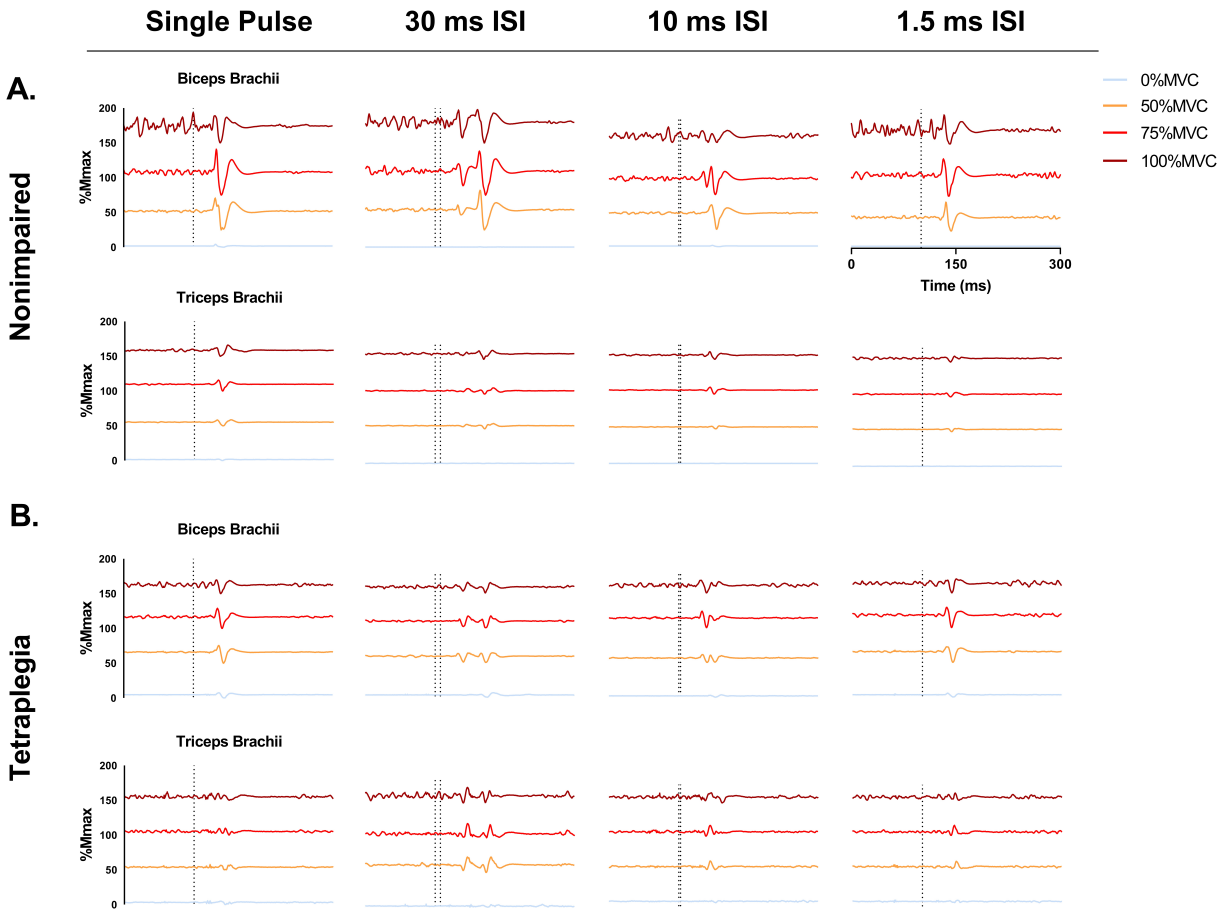 Single Pulse 30 ms ISI 10 ms ISI 1.5 ms ISI
A.
Nonimpaired
Biceps Brachii
%Mmax
200
150
100
50
0
0%MVC
50%MVC
75%MVC
100%MVC
0 150 300
Time (ms)
Triceps Brachii
%Mmax
200
150
100
50
0
B.
Tetraplegia
Biceps Brachii
%Mmax
200
150
100
50
0
Triceps Brachii
%Mmax
200
150
100
50
0